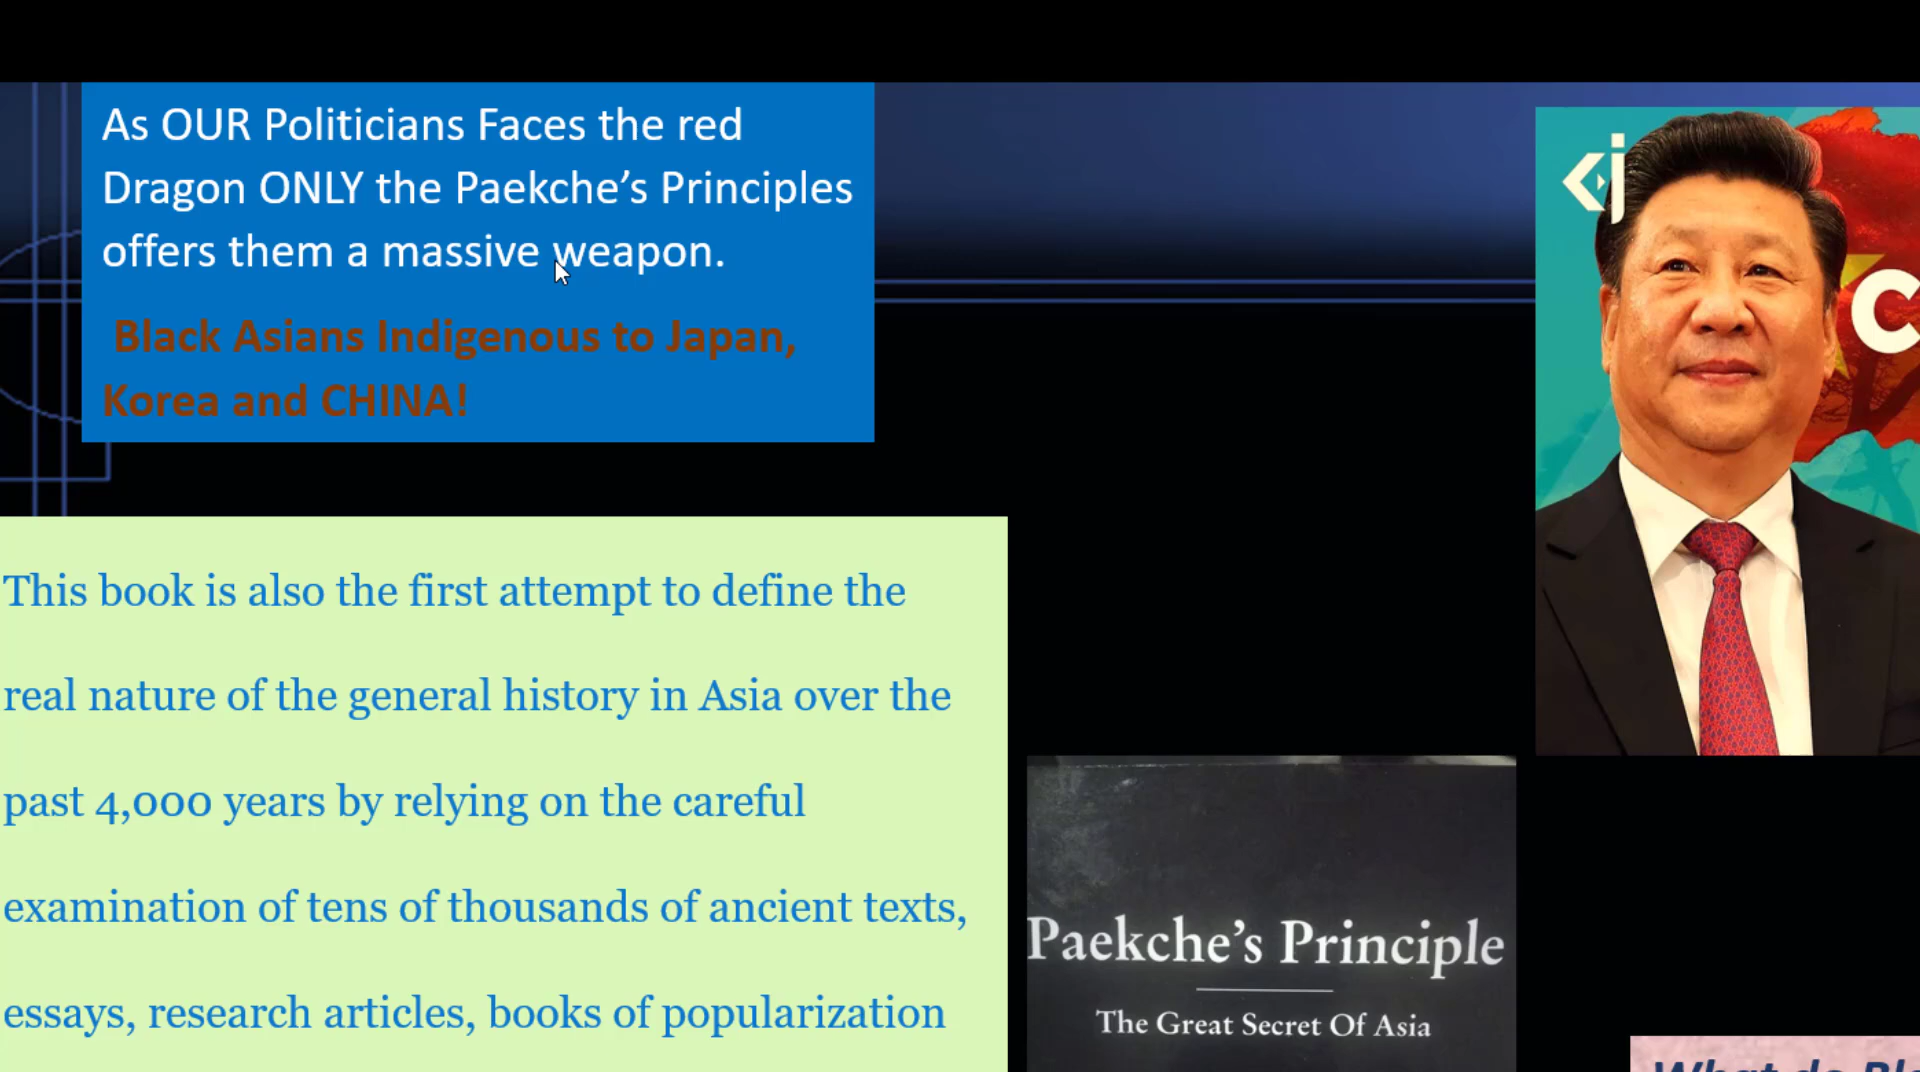 As OUR Politicians Faces the red
Dragon ONLY the Paekche’s Principles
offers them a massive weapon.
Black Asians Indigenous to Japan,
Korea and CHINA!
This book is also the first attempt to define the
real nature of the general history in Asia over the
past 4,000 years by relying on the careful
examination of tens of thousands of ancient texts,
essays, research articles, books of popularization
Paekche’s Principle
The Great Secret Of Asia
What do